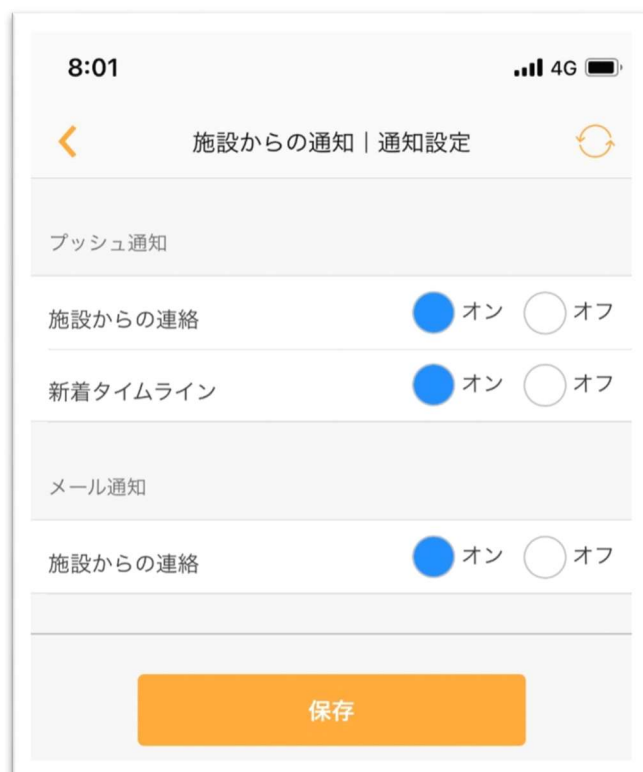 8:01 4G
施設からの通知｜通知設定
プッシュ通知
施設からの連絡 オン オフ
新着タイムライン オン オフ
メール通知
施設からの連絡 オン オフ
保存